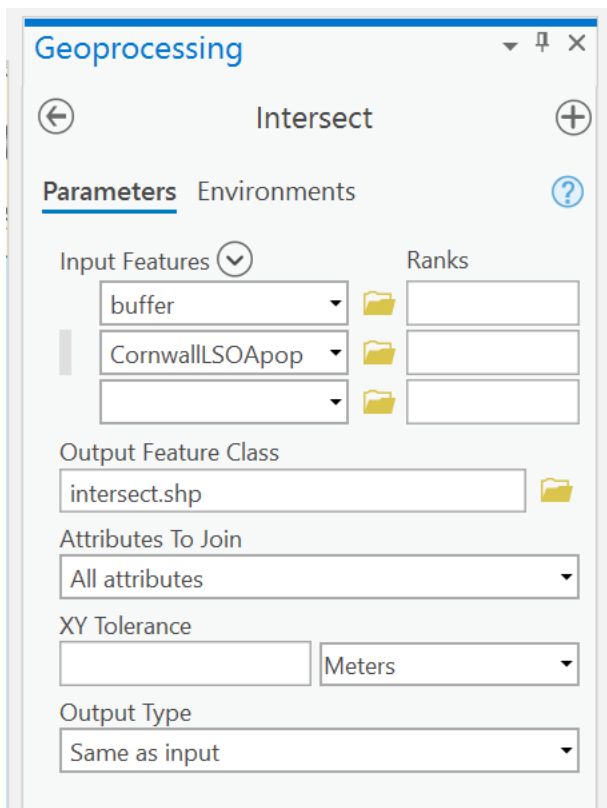 Geoprocessing
Intersect
Parameters Environments ?
Input Features Ranks
buffer
CornwallLSOApop
Output Feature Class
intersect.shp
Attributes To Join
All attributes
XY Tolerance
Meters
Output Type
Same as input